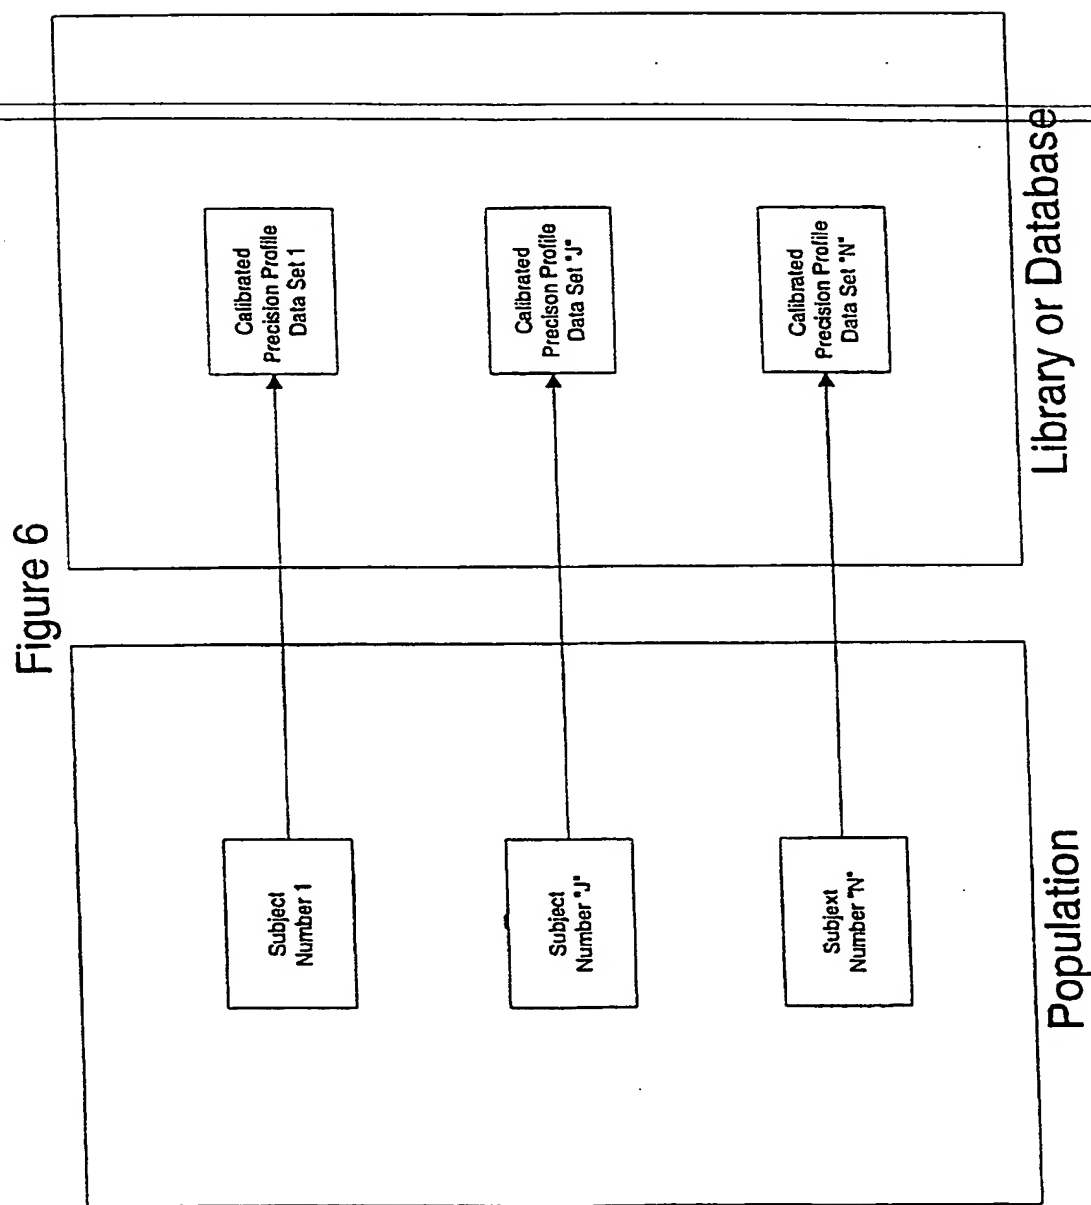 Figure 6
Subject
Number 1
Calibrated
Precision Profile
Data Set 1
Subject
Number "J"
Calibrated
Precison Profile
Data Set "J"
Subjext
Number "N"
Calibrated
Precision Profile
Data Set "N"
Population
Library or Database